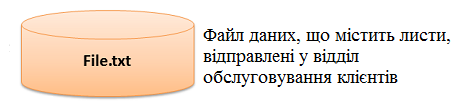 File.txt
Файл даних, що містить листи,
відправлені у відділ
обслуговування клієнтів